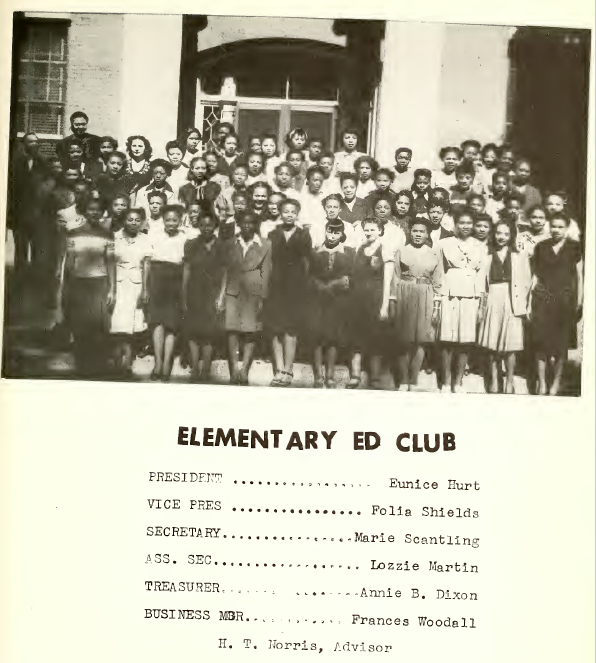 ELEMENTARY ED CLUB
PRESIDENT ................. Eunice Hurt
VICE PRES ................ Folia Shields
SECRETARY................Marie Scantling
ASS. SEC.................. Lozzie Martin
TREASURER....... ........Annie B. Dixon
BUSINESS MGR............ Frances Woodall
H. T. Norris, Advisor